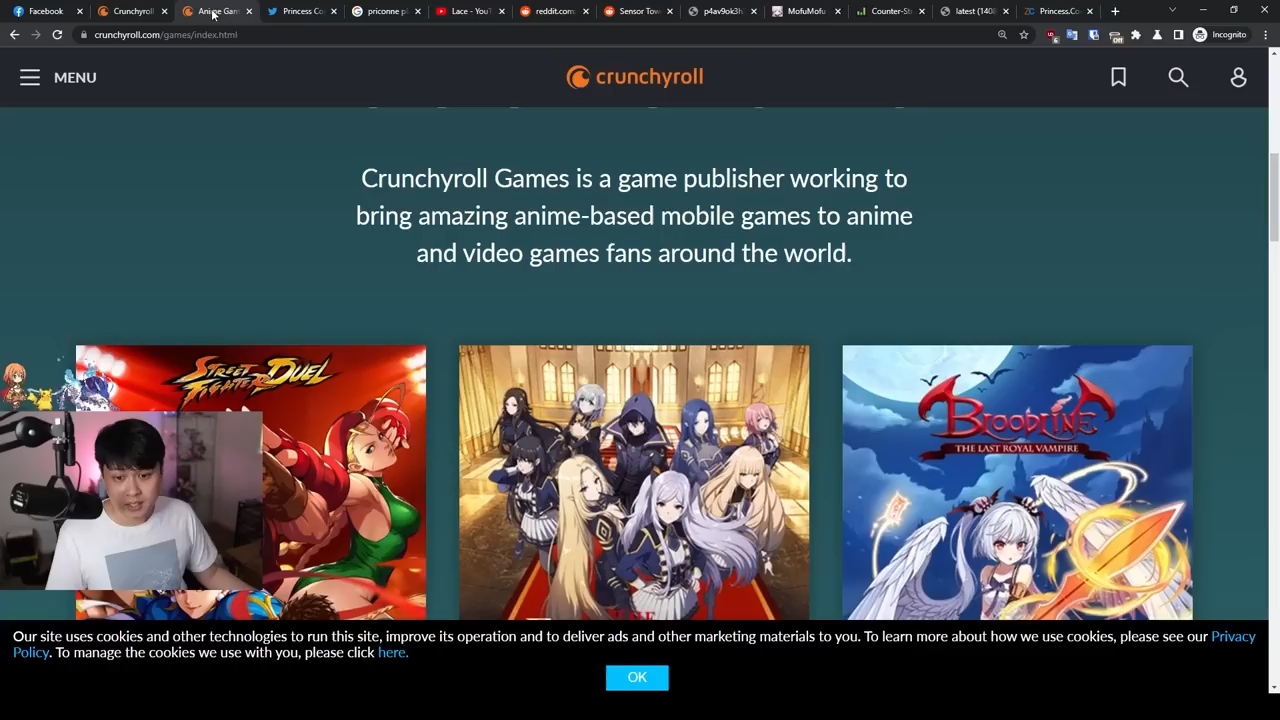 Facebook
Crunchyroll
Anime Gam
Princess Co
priconne p
Lace - YouT
reddit.com
Sensor Tow
p4av9ok3h
MofuMofu
Counter-St
latest (140
Princess.Co
crunchyroll.com/games/index.html
Incognito
MENU
crunchyroll
Crunchyroll Games is a game publisher working to
bring amazing anime-based mobile games to anime
and video games fans around the world.
STREET
FIGHTER DUEL
BLOODLINE
THE LAST ROYAL VAMPIRE
Our site uses cookies and other technologies to run this site, improve its operation and to deliver ads and other marketing materials to you. To learn more about how we use cookies, please see our Privacy
Policy. To manage the cookies we use with you, please click here.
OK